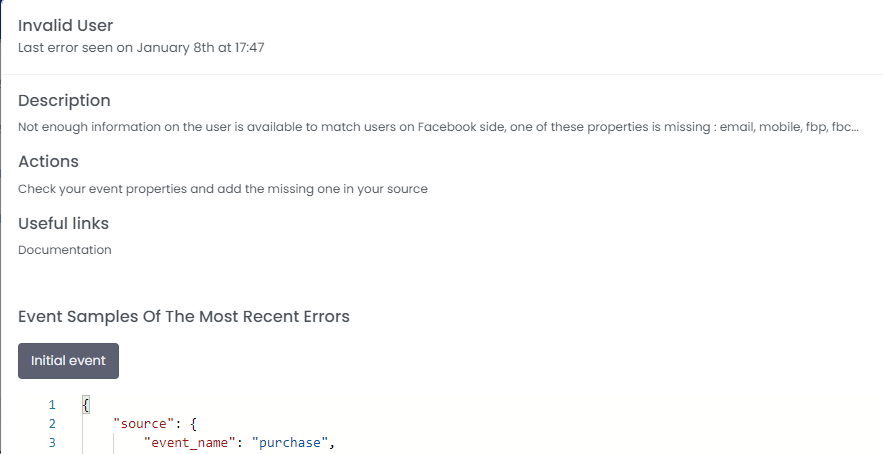 Invalid User
Last error seen on January 8th at 17:47
Description
Not enough information on the user is available to match users on Facebook side, one of these properties is missing : email, mobile, fbp, fbc...
Actions
Check your event properties and add the missing one in your source
Useful links
Documentation
Event Samples Of The Most Recent Errors
Initial event
1 {
2 "source": {
3 "event_name": "purchase",